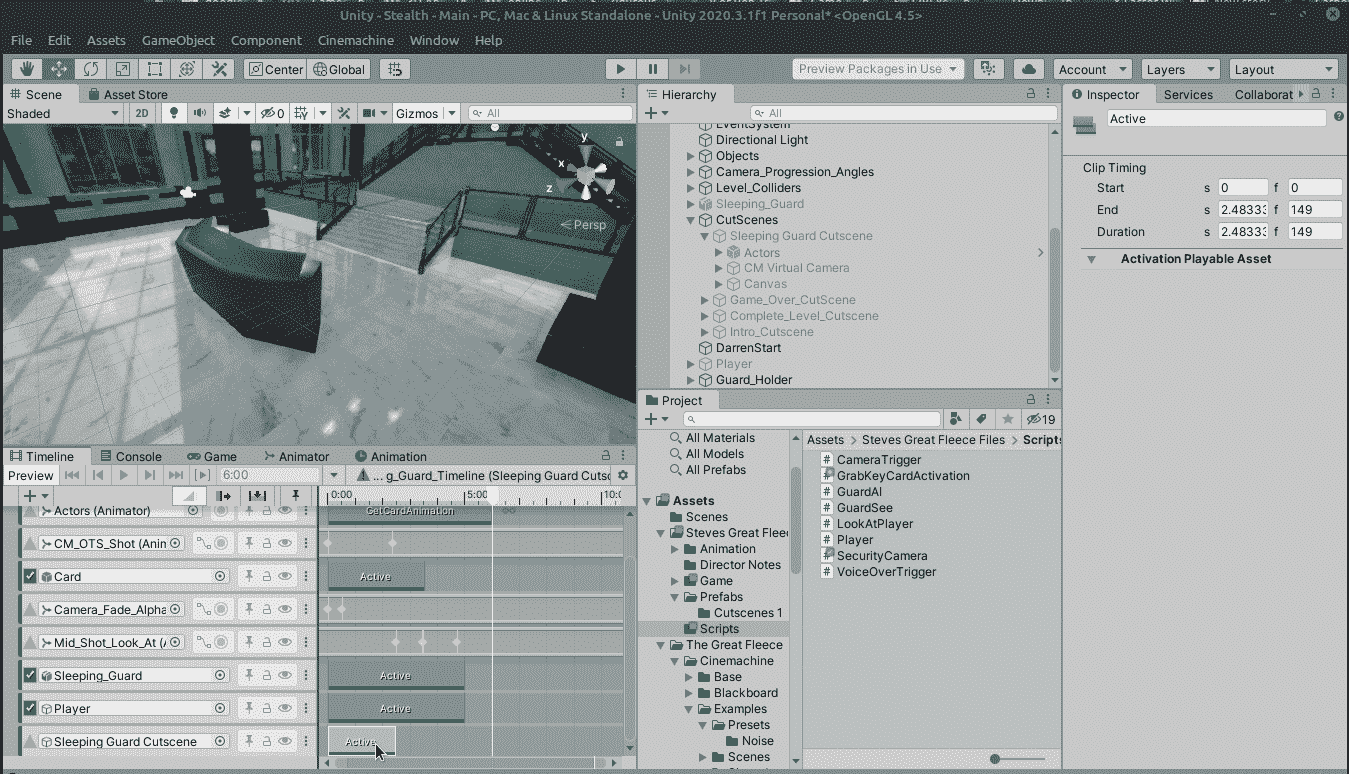 Unity - Stealth - Main - PC, Mac & Linux Standalone - Unity 2020.3.1f1 Personal* <OpenGL 4.5>
File Edit Assets GameObject Component Cinemachine Window Help
Center Global Preview Packages in Use Account Layers Layout
Scene Asset Store
Shaded 2D 0 Gizmos All
y
x
z
Persp
Hierarchy
All
EventSystem
Directional Light
Objects
Camera_Progression_Angles
Level_Colliders
Sleeping_Guard
CutScenes
Sleeping Guard Cutscene
Actors
CM Virtual Camera
Canvas
Game_Over_CutScene
Complete_Level_Cutscene
Intro_Cutscene
DarrenStart
Player
Guard_Holder
Inspector Services Collaborat
Active
Clip Timing
Start s 0 f 0
End s 2.48333 f 149
Duration s 2.48333 f 149
Activation Playable Asset
Project
19
All Materials
All Models
All Prefabs
Assets
Scenes
Steves Great Fleec
Animation
Director Notes
Game
Prefabs
Cutscenes 1
Scripts
The Great Fleece
Cinemachine
Base
Blackboard
Examples
Presets
Noise
Scenes
Assets > Steves Great Fleece Files > Scripts
CameraTrigger
GrabKeyCardActivation
GuardAI
GuardSee
LookAtPlayer
Player
SecurityCamera
VoiceOverTrigger
Timeline Console Game Animator Animation
Preview 6:00 ... g_Guard_Timeline (Sleeping Guard Cutsc
0:00 5:00 10:0
Actors (Animator) GetCardAnimation
CM_OTS_Shot (Anin
Card Active
Camera_Fade_Alpha
Mid_Shot_Look_At (A
Sleeping_Guard Active
Player Active
Sleeping Guard Cutscene Active